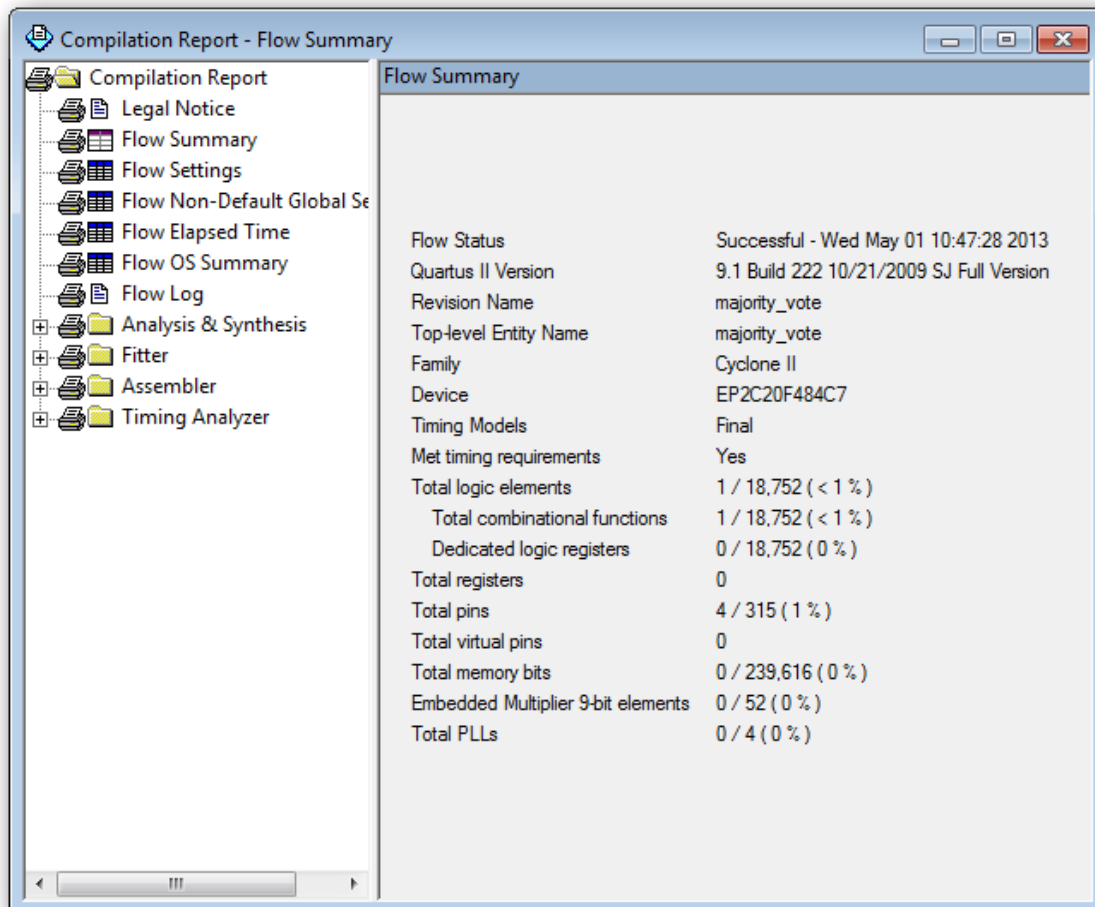 Compilation Report - Flow Summary
Compilation Report
Legal Notice
Flow Summary
Flow Settings
Flow Non-Default Global Se
Flow Elapsed Time
Flow OS Summary
Flow Log
Analysis & Synthesis
Fitter
Assembler
Timing Analyzer
Flow Summary
Flow Status Successful - Wed May 01 10:47:28 2013
Quartus II Version 9.1 Build 222 10/21/2009 SJ Full Version
Revision Name majority_vote
Top-level Entity Name majority_vote
Family Cyclone II
Device EP2C20F484C7
Timing Models Final
Met timing requirements Yes
Total logic elements 1 / 18,752 ( < 1 % )
Total combinational functions 1 / 18,752 ( < 1 % )
Dedicated logic registers 0 / 18,752 ( 0 % )
Total registers 0
Total pins 4 / 315 ( 1 % )
Total virtual pins 0
Total memory bits 0 / 239,616 ( 0 % )
Embedded Multiplier 9-bit elements 0 / 52 ( 0 % )
Total PLLs 0 / 4 ( 0 % )